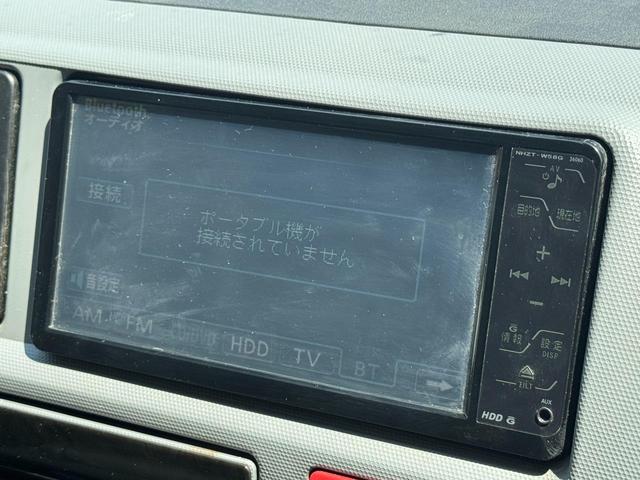 Bluetooth
オーディオ
接続
ポータブル機が
接続されていません
音設定
AM
FM
HDD
TV
BT
NHZT-W58G
AV
目的地
現在地
情報
設定
DISP
TILT
AUX
HDD